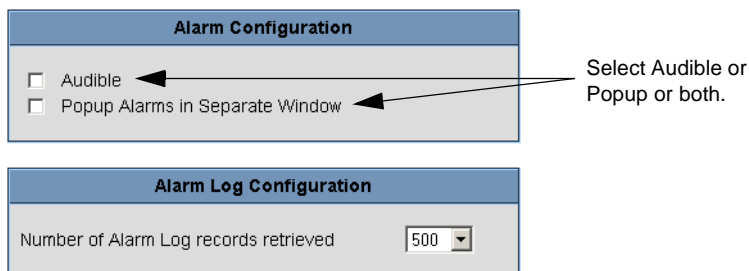 Alarm Configuration
Audible
Popup Alarms in Separate Window
Select Audible or
Popup or both.
Alarm Log Configuration
Number of Alarm Log records retrieved 500